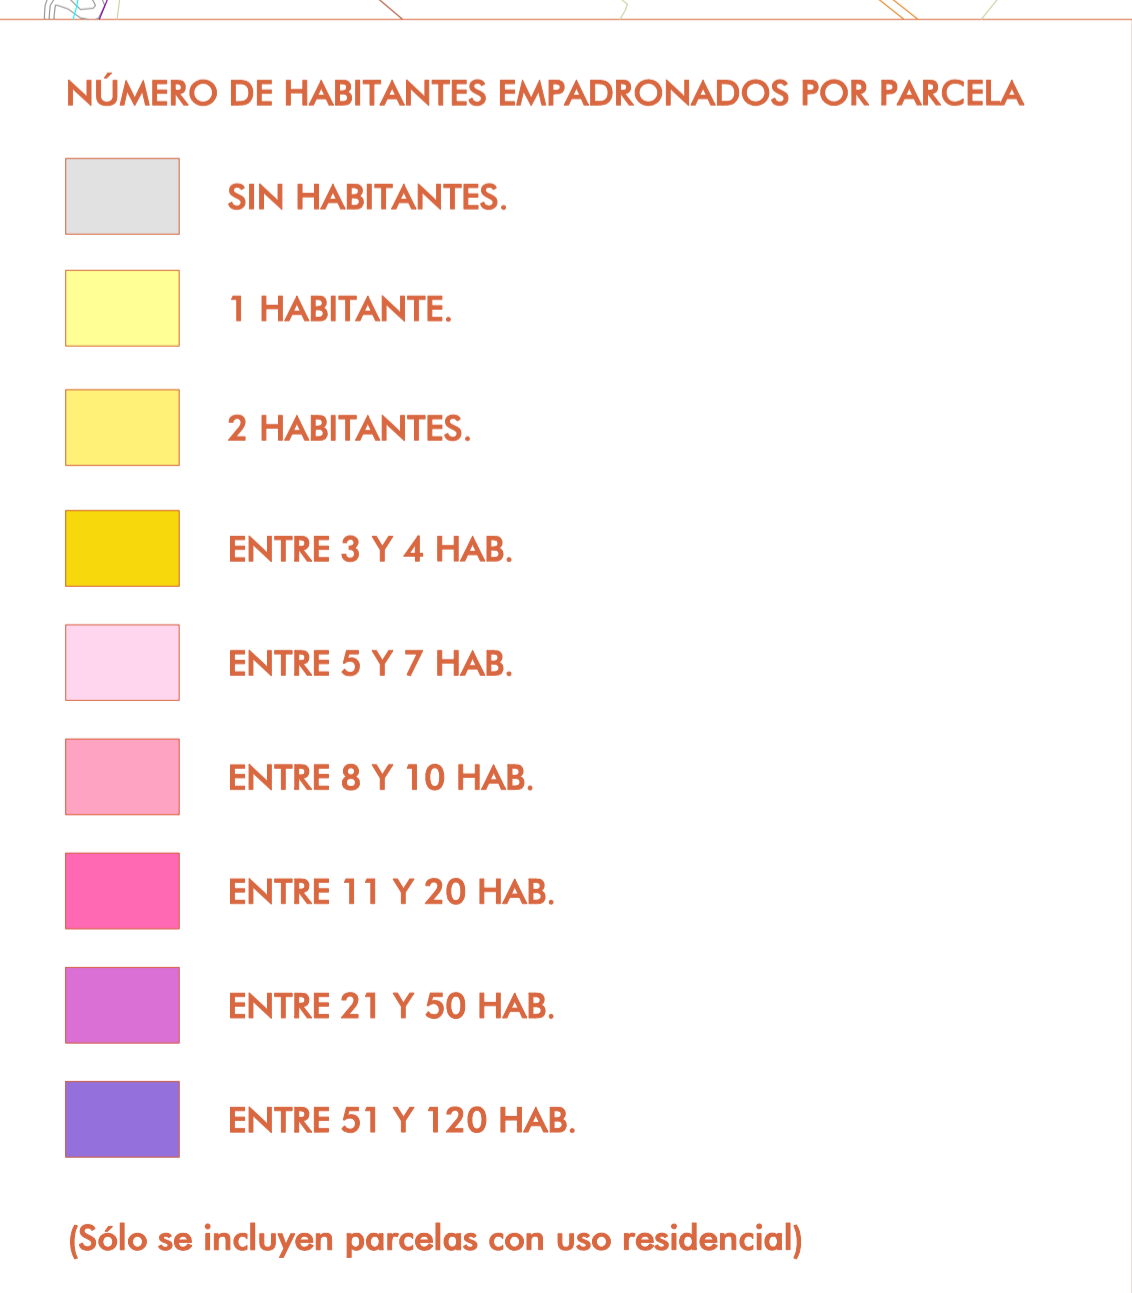 NÚMERO DE HABITANTES EMPADRONADOS POR PARCELA
SIN HABITANTES.
1 HABITANTE.
2 HABITANTES.
ENTRE 3 Y 4 HAB.
ENTRE 5 Y 7 HAB.
ENTRE 8 Y 10 HAB.
ENTRE 11 Y 20 HAB.
ENTRE 21 Y 50 HAB.
ENTRE 51 Y 120 HAB.
(Sólo se incluyen parcelas con uso residencial)